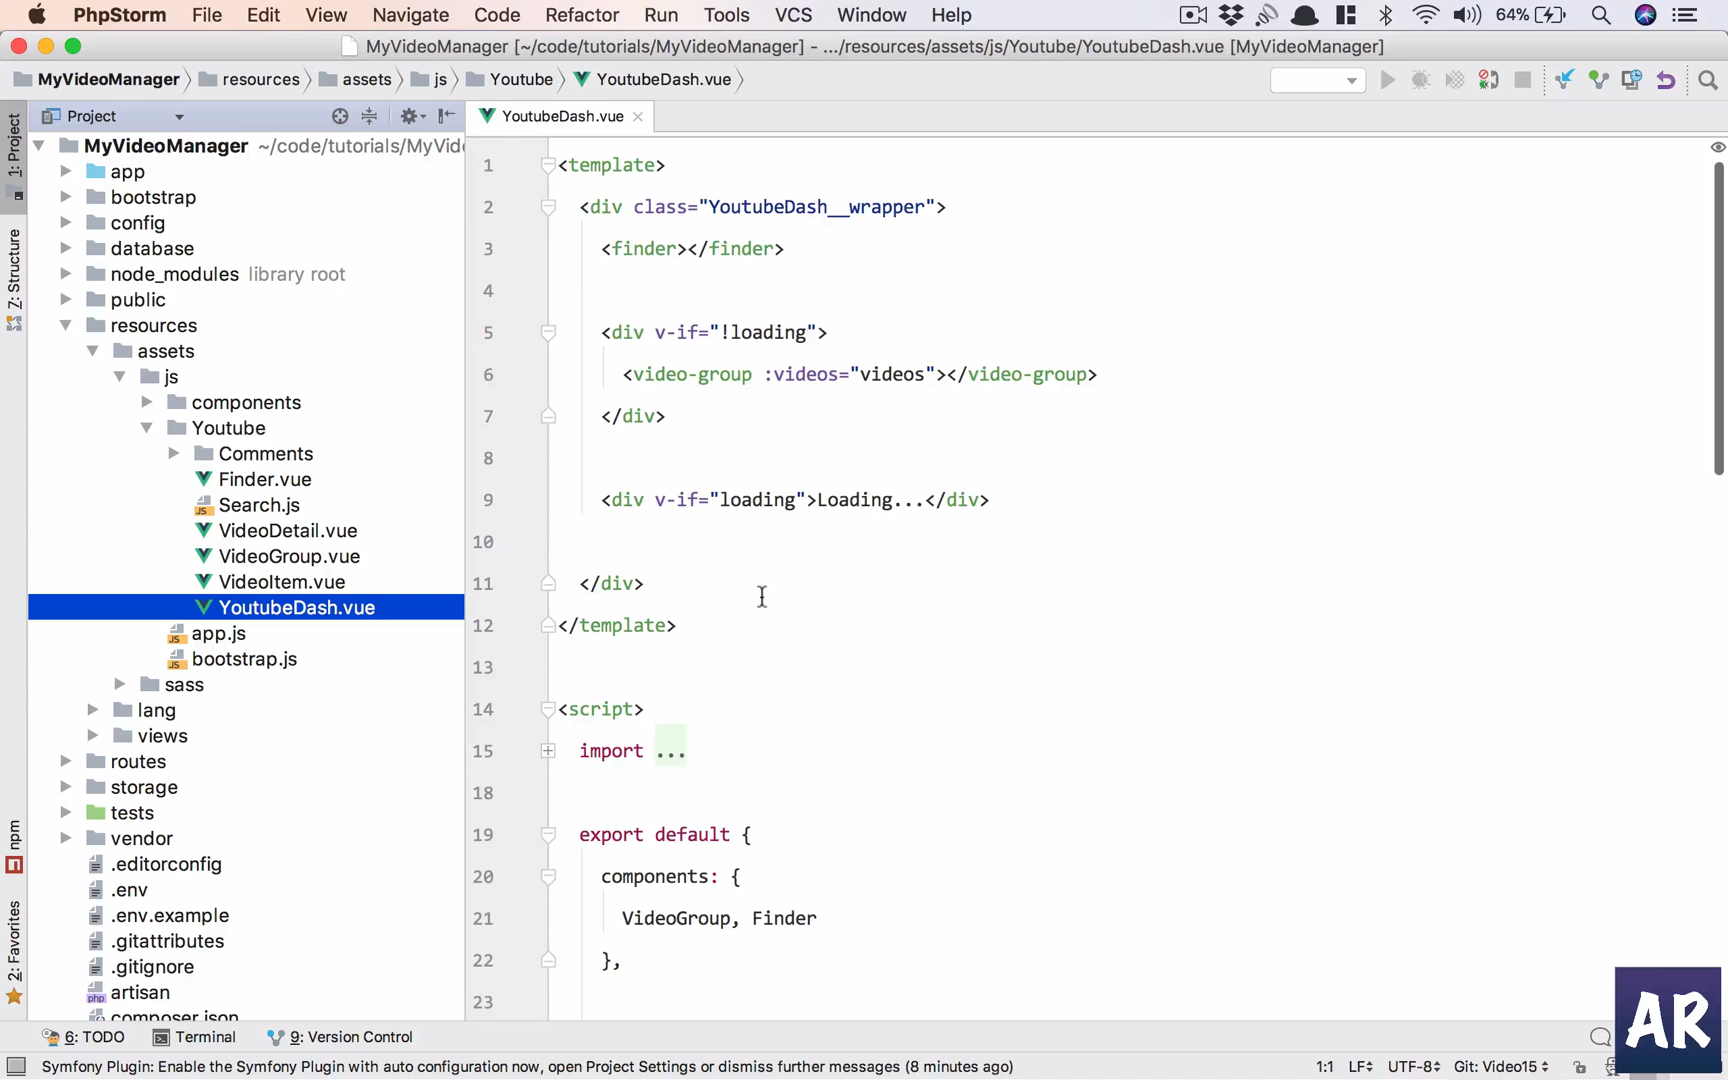 PhpStorm File Edit View Navigate Code Refactor Run Tools VCS Window Help 64%
MyVideoManager [~/code/tutorials/MyVideoManager] - .../resources/assets/js/Youtube/YoutubeDash.vue [MyVideoManager]
MyVideoManager resources assets js Youtube YoutubeDash.vue
Project YoutubeDash.vue
1: Project
7: Structure
npm
2: Favorites
MyVideoManager ~/code/tutorials/MyVid
app
bootstrap
config
database
node_modules library root
public
resources
assets
js
components
Youtube
Comments
Finder.vue
Search.js
VideoDetail.vue
VideoGroup.vue
VideoItem.vue
YoutubeDash.vue
app.js
bootstrap.js
sass
lang
views
routes
storage
tests
vendor
.editorconfig
.env
.env.example
.gitattributes
.gitignore
artisan
composer.json
1 <template>
2 <div class="YoutubeDash__wrapper">
3 <finder></finder>
4
5 <div v-if="!loading">
6 <video-group :videos="videos"></video-group>
7 </div>
8
9 <div v-if="loading">Loading...</div>
10
11 </div>
12 </template>
13
14 <script>
15 import ...
18
19 export default {
20 components: {
21 VideoGroup, Finder
22 },
23
6: TODO Terminal 9: Version Control
Symfony Plugin: Enable the Symfony Plugin with auto configuration now, open Project Settings or dismiss further messages (8 minutes ago) 1:1 LF UTF-8 Git: Video15
AR